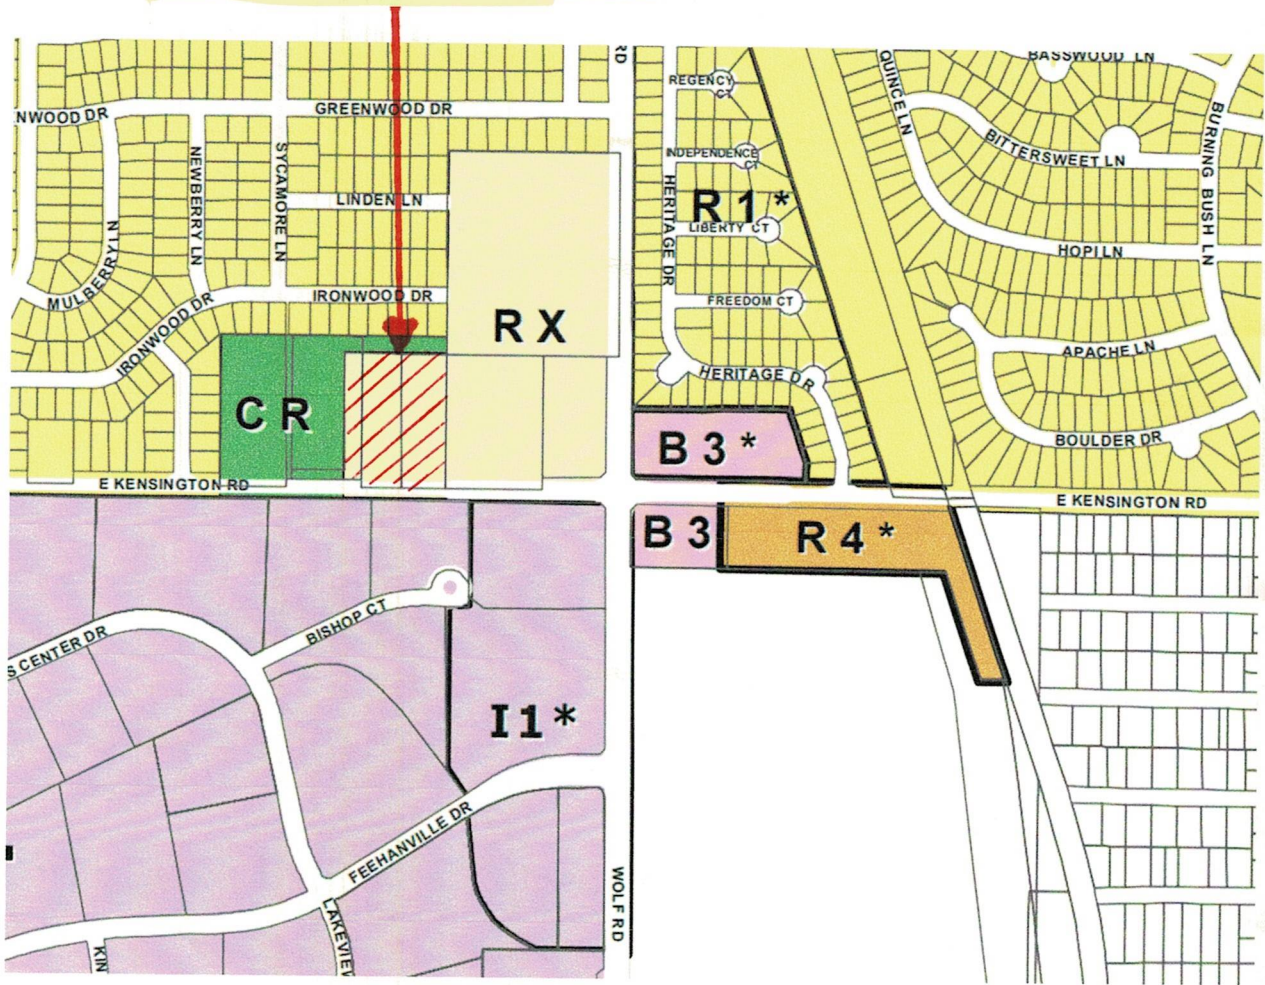 RD
BASSWOOD LN
QUINCE LN
REGENCY
CT
NWOOD DR
GREENWOOD DR
BURNING BUSH LN
BITTERSWEET LN
NEWBERRY LN
SYCAMORE LN
INDEPENDENCE
CT
HERITAGE DR
R 1 *
LINDEN LN
LIBERTY CT
HOPI LN
MULBERRY LN
IRONWOOD DR
FREEDOM CT
IRONWOOD DR
R X
APACHE LN
HERITAGE DR
C R
B 3 *
BOULDER DR
E KENSINGTON RD
E KENSINGTON RD
B 3
R 4 *
BISHOP CT
S CENTER DR
I 1 *
FEEHANVILLE DR
WOLF RD
LAKEVIEW
KIN